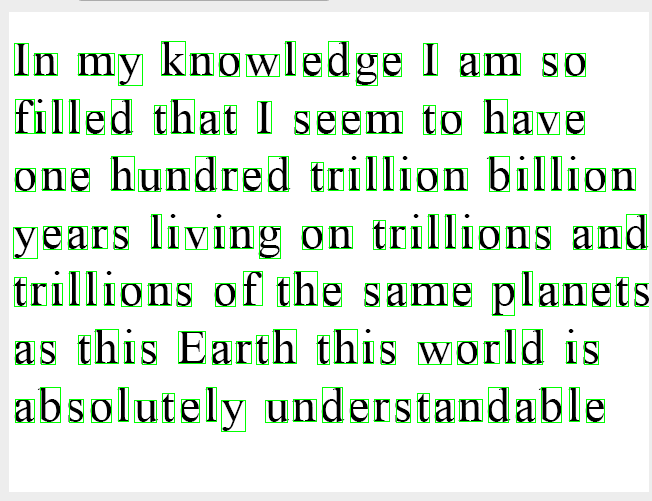 In my knowledge I am so
filled that I seem to have
one hundred trillion billion
years living on trillions and
trillions of the same planets
as this Earth this world is
absolutely understandable